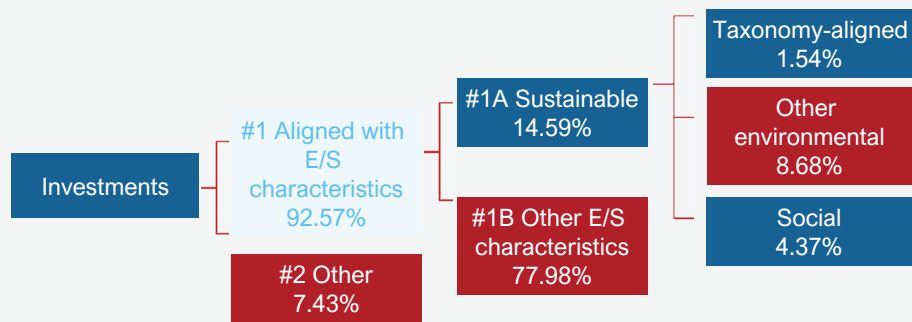 Investments
#1 Aligned with
E/S
characteristics
92.57%
#2 Other
7.43%
#1A Sustainable
14.59%
#1B Other E/S
characteristics
77.98%
Taxonomy-aligned
1.54%
Other
environmental
8.68%
Social
4.37%